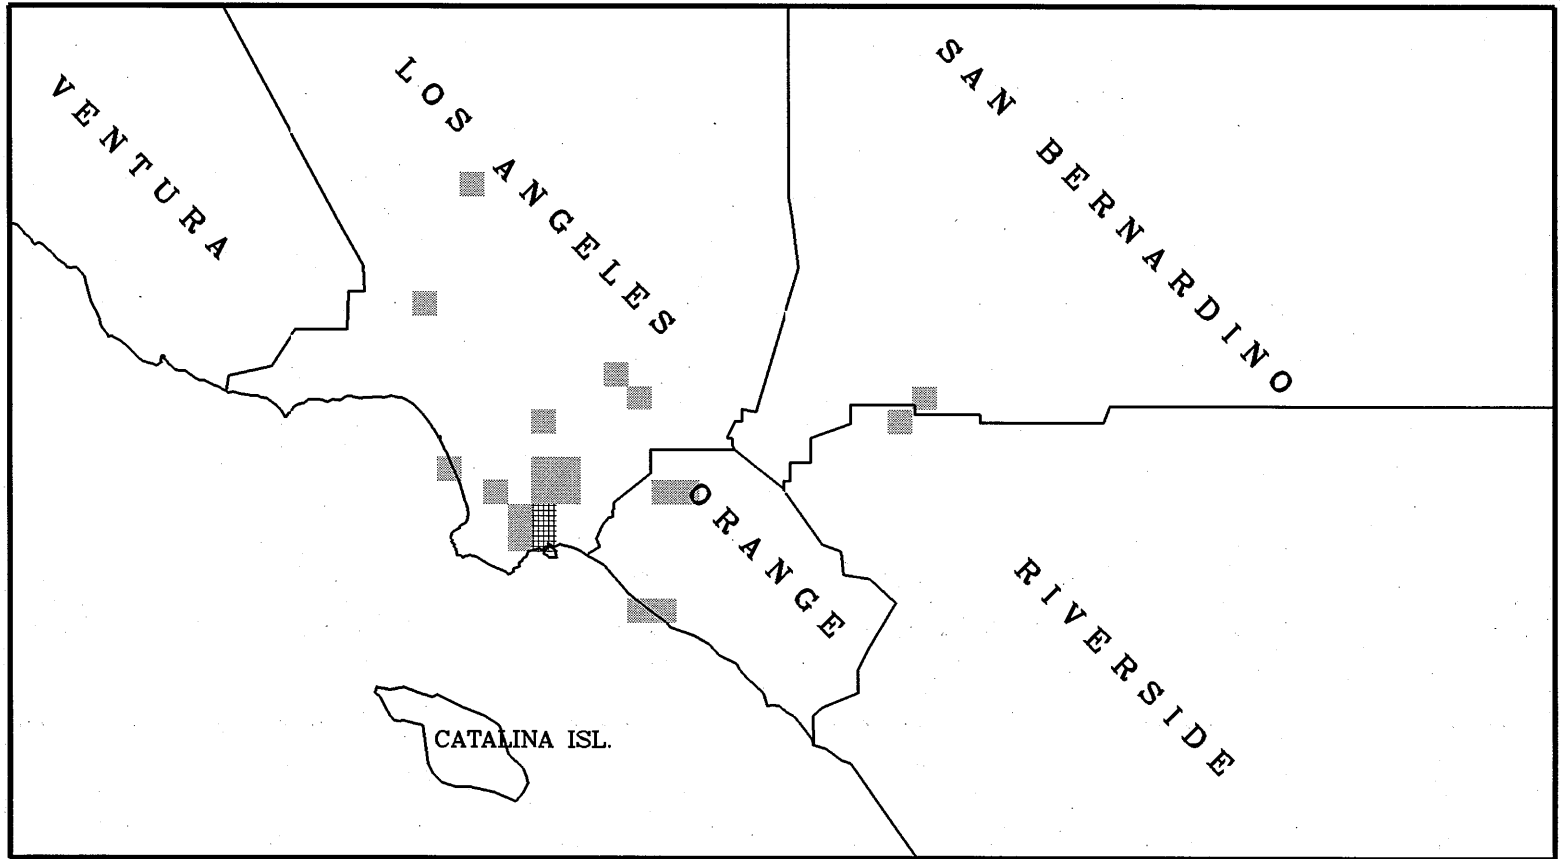 VENTURA
LOS ANGELES
SAN BERNARDINO
ORANGE
RIVERSIDE
CATALINA ISL.